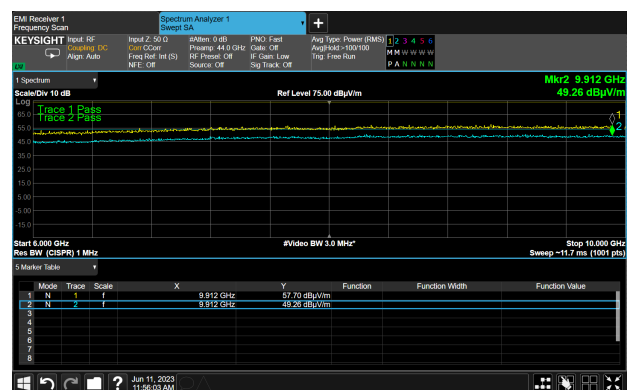 EMI Receiver 1
Frequency Scan
Spectrum Analyzer 1
Swept SA
KEYSIGHT
Input: RF
Coupling: DC
Align: Auto
Input Z: 50 Ω
Corr CCorr
Freq Ref: Int (S)
NFE: Off
#Atten: 0 dB
Preamp: 44.0 GHz
RF Preset: Off
Source: Off
PNO: Fast
Gate: Off
IF Gain: Low
Sig Track: Off
Avg Type: Power (RMS)
Avg|Hold >100/100
Trig: Free Run
1 2 3 4 5 6
M M W W W W
P A N N N N
1 Spectrum
Scale/Div 10 dB
Ref Level 75.00 dBµV/m
Mkr2 9.912 GHz
49.26 dBµV/m
Log
Trace 1 Pass
Trace 2 Pass
65.0
55.0
45.0
35.0
25.0
15.0
5.00
-5.00
-15.0
1
2
Start 6.000 GHz
Res BW (CISPR) 1 MHz
#Video BW 3.0 MHz*
Stop 10.000 GHz
Sweep ~11.7 ms (1001 pts)
5 Marker Table
Mode Trace Scale X Y Function Function Width Function Value
1 N 1 f 9.912 GHz 57.70 dBµV/m
2 N 2 f 9.912 GHz 49.26 dBµV/m
3
4
5
6
7
8
?
Jun 11, 2023
11:56:03 AM